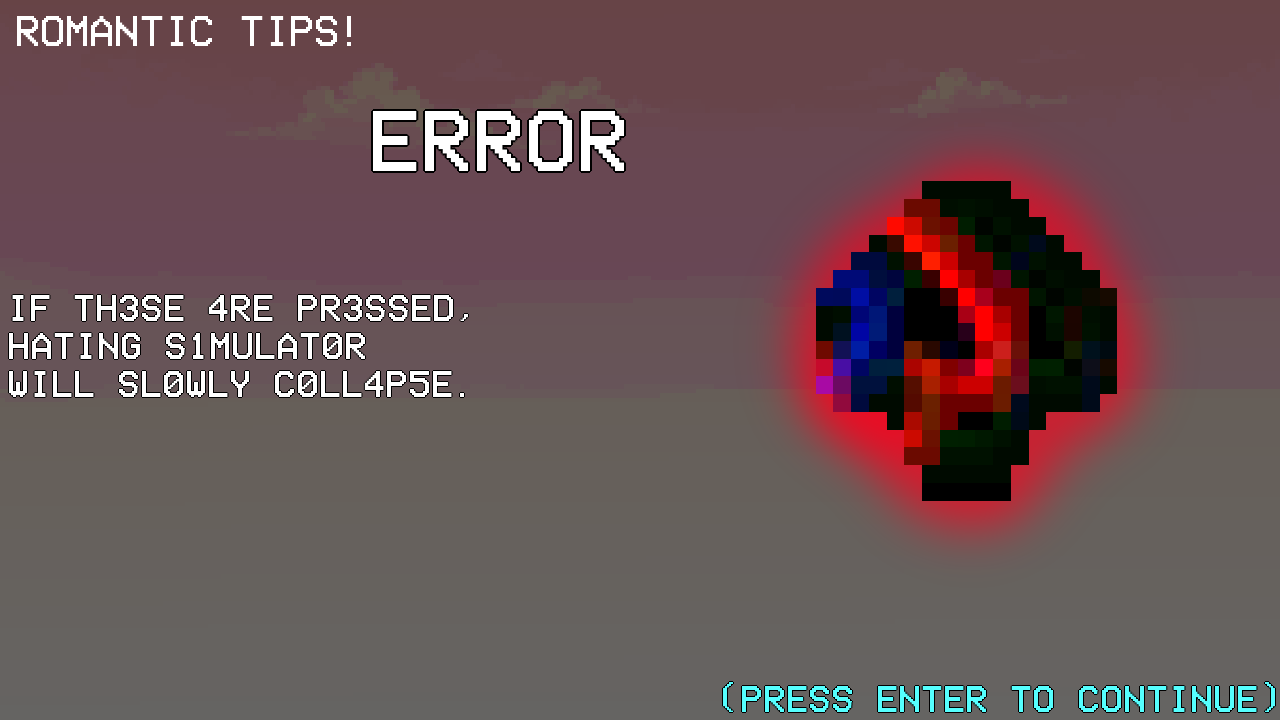 ROMANTIC TIPS!
ERROR
IF TH3SE 4RE PR3SSED,
HATING S1MULAT0R
WILL SL0WLY C0LL4P5E.
(PRESS ENTER TO CONTINUE)